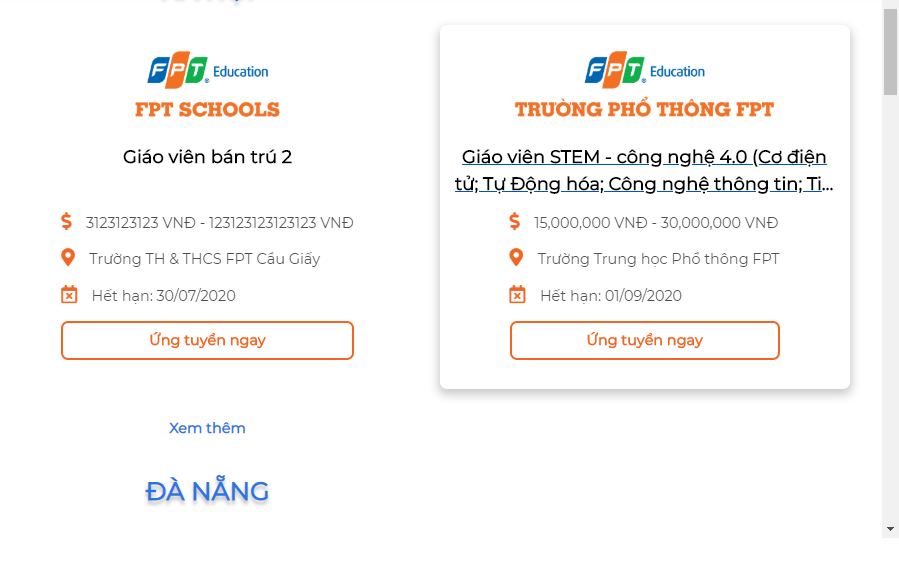 FPT Education
FPT SCHOOLS
Giáo viên bán trú 2
3123123123 VNĐ - 123123123123123 VNĐ
Trường TH & THCS FPT Cầu Giấy
Hết hạn: 30/07/2020
Ứng tuyển ngay
FPT Education
TRƯỜNG PHỔ THÔNG FPT
Giáo viên STEM - công nghệ 4.0 (Cơ điện
tử; Tự Động hóa; Công nghệ thông tin; Ti...
15,000,000 VNĐ - 30,000,000 VNĐ
Trường Trung học Phổ thông FPT
Hết hạn: 01/09/2020
Ứng tuyển ngay
Xem thêm
ĐÀ NẴNG